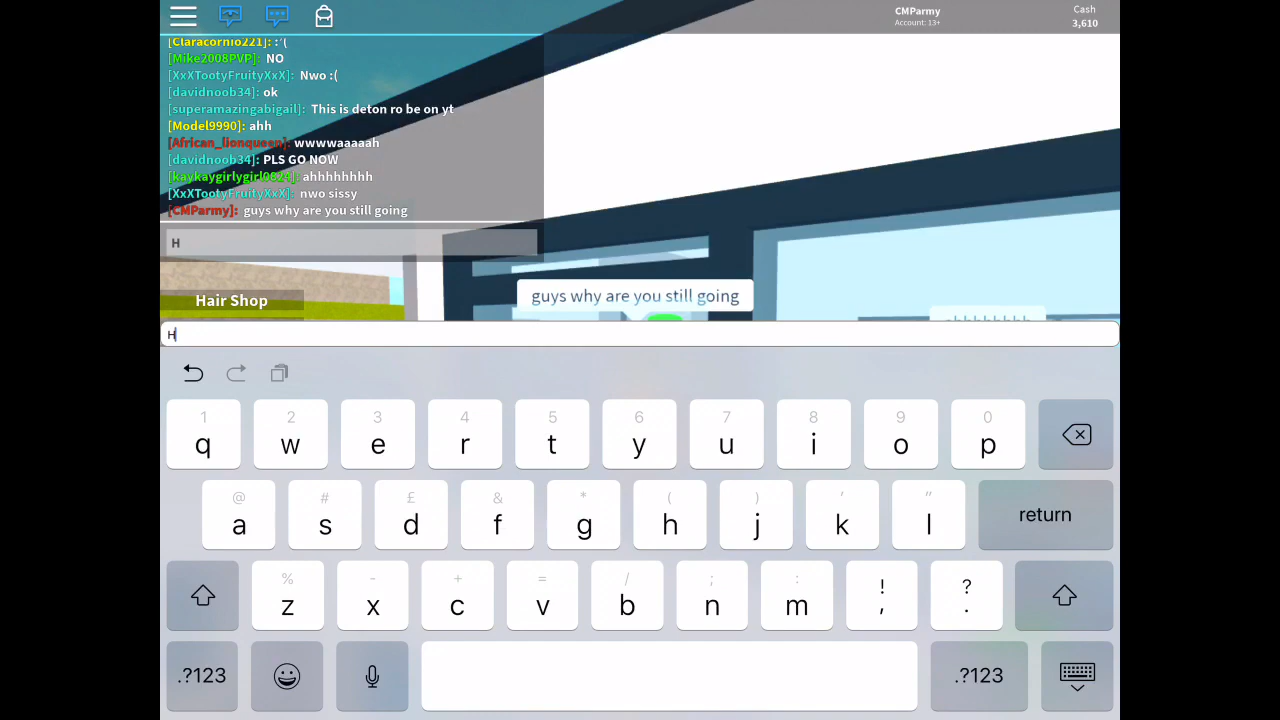 CMParmy
Account: 13+
Cash
3,610
[Claracornio221]: :'(
[Mike2008PVP]: NO
[XxXTootyFruityXxX]: Nwo :(
[davidnoob34]: ok
[superamazingabigail]: This is deton ro be on yt
[Model9990]: ahh
[African_lionqueen]: wwwwaaaaah
[davidnoob34]: PLS GO NOW
[kaykaygirlygirl0824]: ahhhhhhhh
[XxXTootyFruityXxX]: nwo sissy
[CMParmy]: guys why are you still going
H
Hair Shop
guys why are you still going
H
1 2 3 4 5 6 7 8 9 0
q w e r t y u i o p
@ # £ & * ( ) ' "
a s d f g h j k l return
% - + = / ; : ! ?
z x c v b n m , .
.?123 .?123